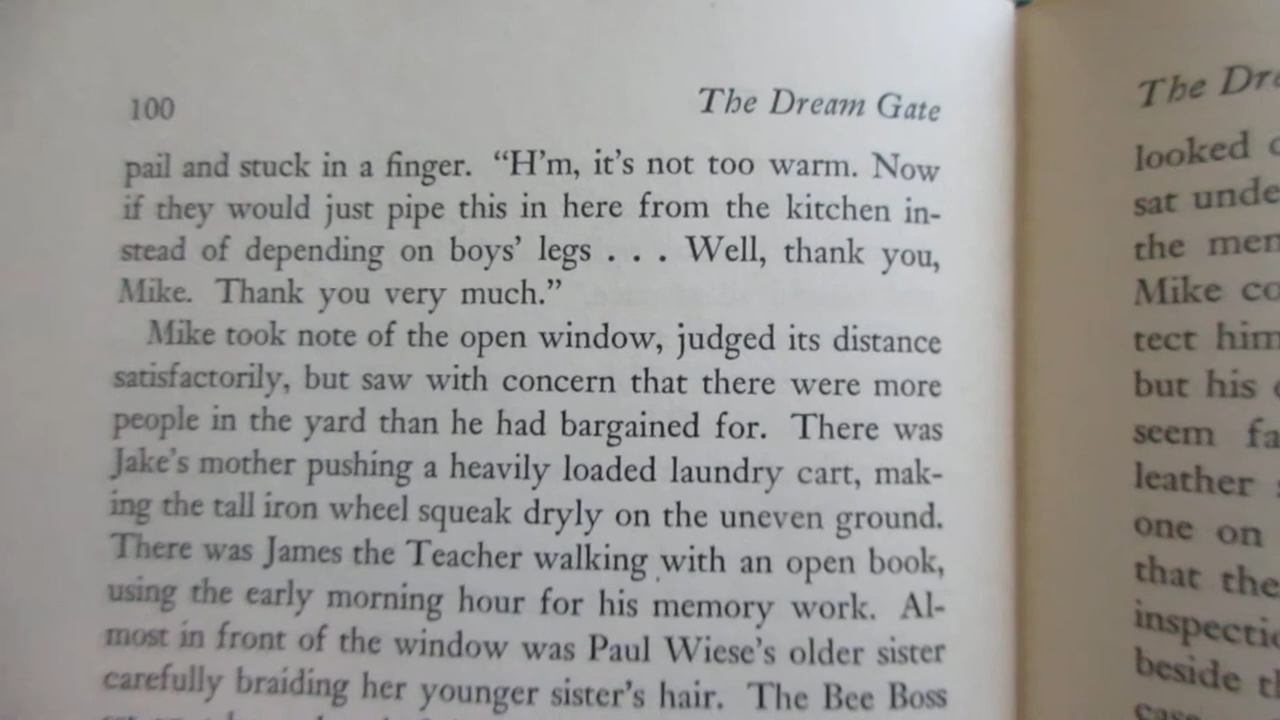 100
The Dream Gate
pail and stuck in a finger. “H’m, it’s not too warm. Now
if they would just pipe this in here from the kitchen in-
stead of depending on boys’ legs . . . Well, thank you,
Mike. Thank you very much.”
Mike took note of the open window, judged its distance
satisfactorily, but saw with concern that there were more
people in the yard than he had bargained for. There was
Jake’s mother pushing a heavily loaded laundry cart, mak-
ing the tall iron wheel squeak dryly on the uneven ground.
There was James the Teacher walking with an open book,
using the early morning hour for his memory work. Al-
most in front of the window was Paul Wiese’s older sister
carefully braiding her younger sister’s hair. The Bee Boss
The
looked
sat
the
Mike
tect him
but his
seem
leather
one on
that the
beside